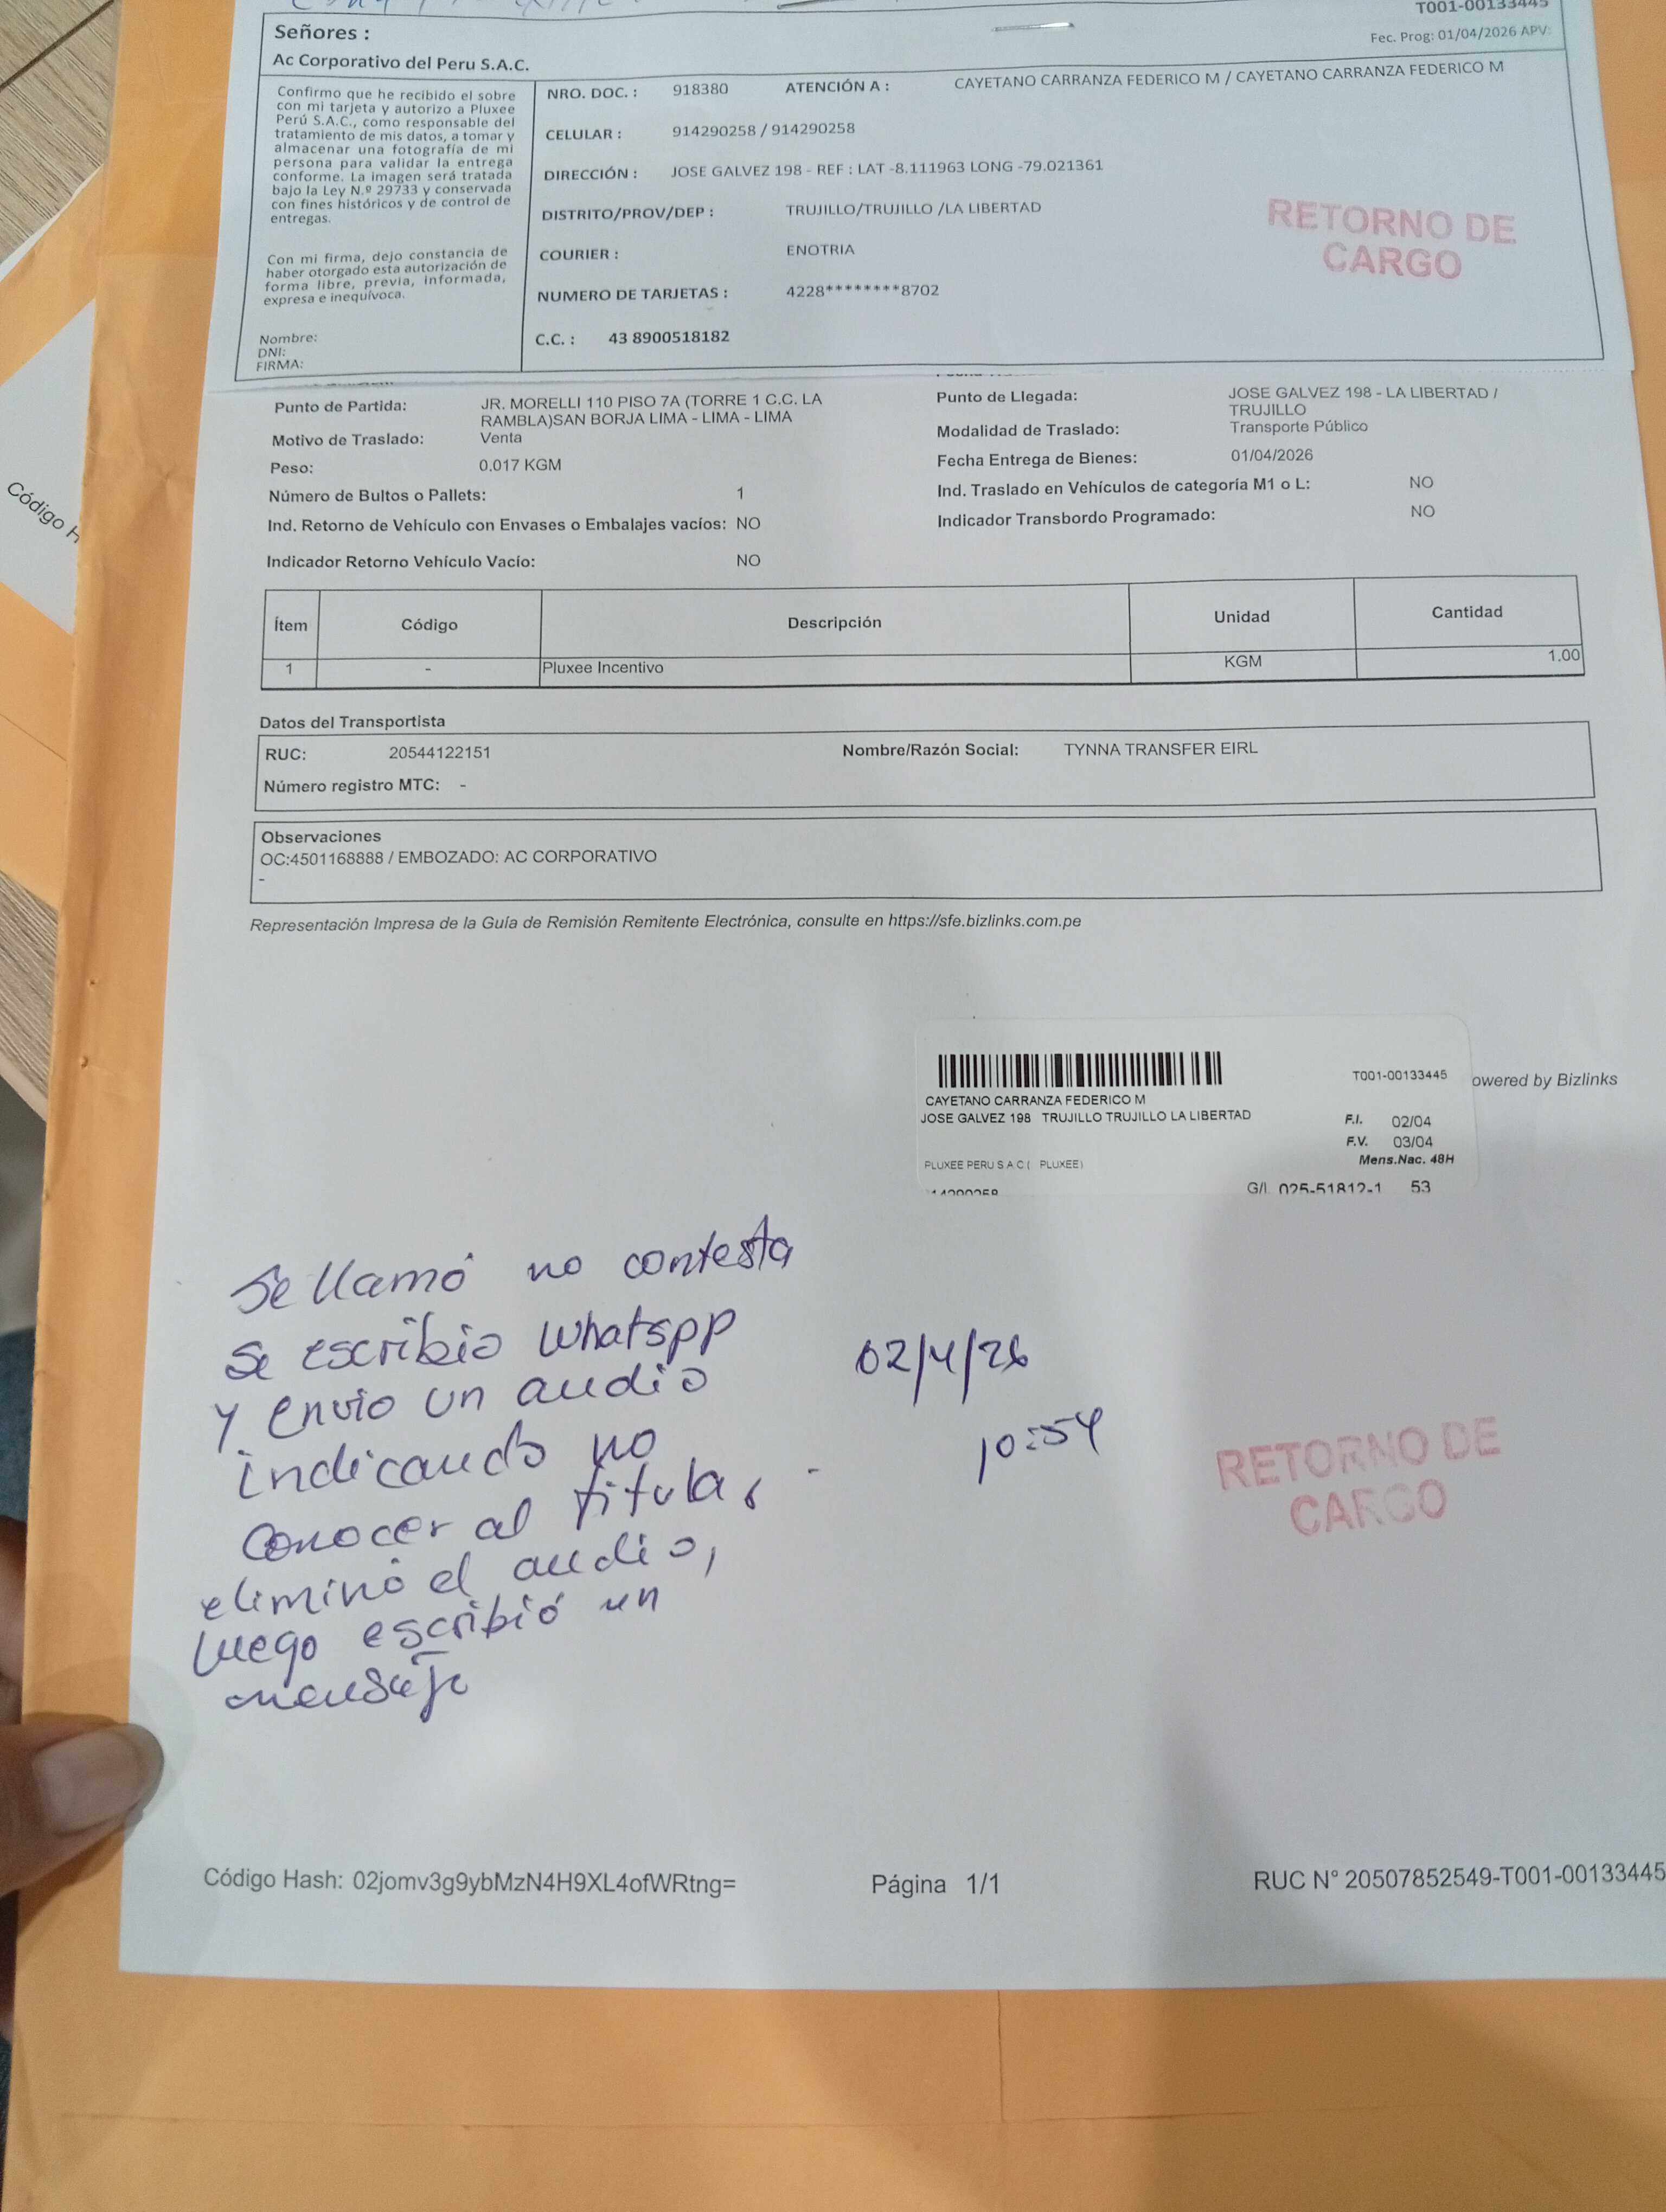 T001-00133445
Señores :
Fec. Prog: 01/04/2026 APV:
Ac Corporativo del Peru S.A.C.
Confirmo que he recibido el sobre
con mi tarjeta y autorizo a Pluxee
Perú S.A.C., como responsable del
tratamiento de mis datos, a tomar y
almacenar una fotografía de mi
persona para validar la entrega
conforme. La imagen será tratada
bajo la Ley N.º 29733 y conservada
con fines históricos y de control de
entregas.
Con mi firma, dejo constancia de
haber otorgado esta autorización de
forma libre, previa, informada,
expresa e inequívoca.
Nombre:
DNI:
FIRMA:
NRO. DOC. : 918380 ATENCIÓN A : CAYETANO CARRANZA FEDERICO M / CAYETANO CARRANZA FEDERICO M
CELULAR : 914290258 / 914290258
DIRECCIÓN : JOSE GALVEZ 198 - REF : LAT -8.111963 LONG -79.021361
DISTRITO/PROV/DEP : TRUJILLO/TRUJILLO /LA LIBERTAD
COURIER : ENOTRIA
NUMERO DE TARJETAS : 4228********8702
C.C. : 43 8900518182
RETORNO DE
CARGO
Punto de Partida: JR. MORELLI 110 PISO 7A (TORRE 1 C.C. LA
RAMBLA)SAN BORJA LIMA - LIMA - LIMA
Motivo de Traslado: Venta
Peso: 0.017 KGM
Número de Bultos o Pallets: 1
Ind. Retorno de Vehículo con Envases o Embalajes vacíos: NO
Indicador Retorno Vehículo Vacío: NO
Punto de Llegada: JOSE GALVEZ 198 - LA LIBERTAD /
TRUJILLO
Modalidad de Traslado: Transporte Público
Fecha Entrega de Bienes: 01/04/2026
Ind. Traslado en Vehículos de categoría M1 o L: NO
Indicador Transbordo Programado: NO
Ítem Código Descripción Unidad Cantidad
1 - Pluxee Incentivo KGM 1.00
Datos del Transportista
RUC: 20544122151 Nombre/Razón Social: TYNNA TRANSFER EIRL
Número registro MTC: -
Observaciones
OC:4501168888 / EMBOZADO: AC CORPORATIVO
-
Representación Impresa de la Guía de Remisión Remitente Electrónica, consulte en https://sfe.bizlinks.com.pe
T001-00133445
owered by Bizlinks
CAYETANO CARRANZA FEDERICO M
JOSE GALVEZ 198 TRUJILLO TRUJILLO LA LIBERTAD
F.I. 02/04
F.V. 03/04
Mens.Nac. 48H
PLUXEE PERU S A C ( PLUXEE)
G/I. 025-51812-1 53
Se llamó no contesta
se escribio Whatspp
y envio un audio
indicando no
conocer al titular -
eliminó el audio,
luego escribió un
mensaje
02/4/26
10:54
RETORNO DE
CARGO
Código Hash: 02jomv3g9ybMzN4H9XL4ofWRtng=
Página 1/1
RUC N° 20507852549-T001-00133445
Código H